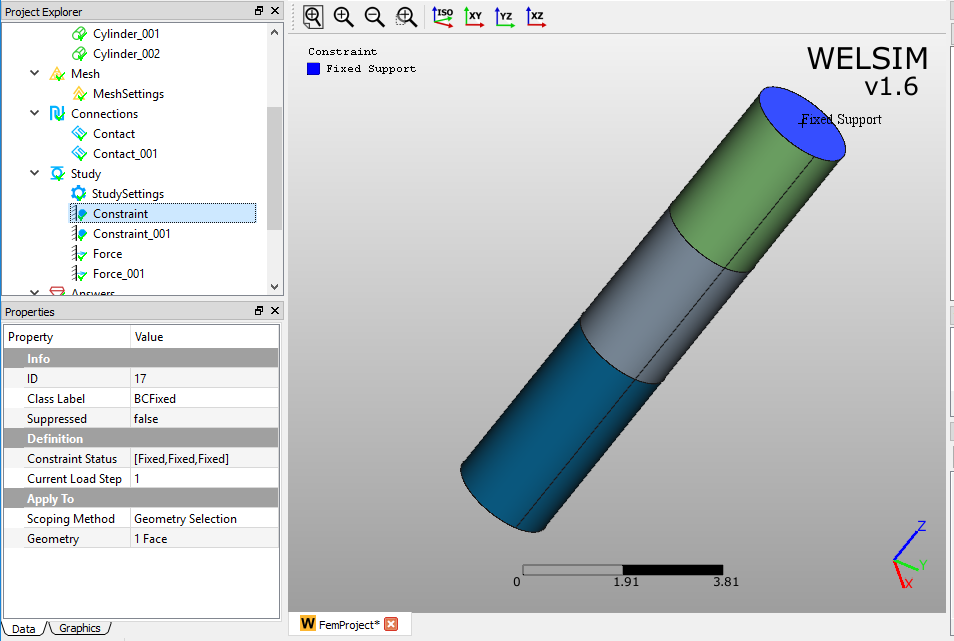 Project Explorer
Cylinder_001
Cylinder_002
Mesh
MeshSettings
Connections
Contact
Contact_001
Study
StudySettings
Constraint
Constraint_001
Force
Force_001
Answers
Properties
Property Value
Info
ID 17
Class Label BCFixed
Suppressed false
Definition
Constraint Status [Fixed,Fixed,Fixed]
Current Load Step 1
Apply To
Scoping Method Geometry Selection
Geometry 1 Face
Data Graphics
ISO XY YZ XZ
Constraint
Fixed Support
WELSIM
v1.6
Fixed Support
Z
Y
X
0 1.91 3.81
W FemProject*